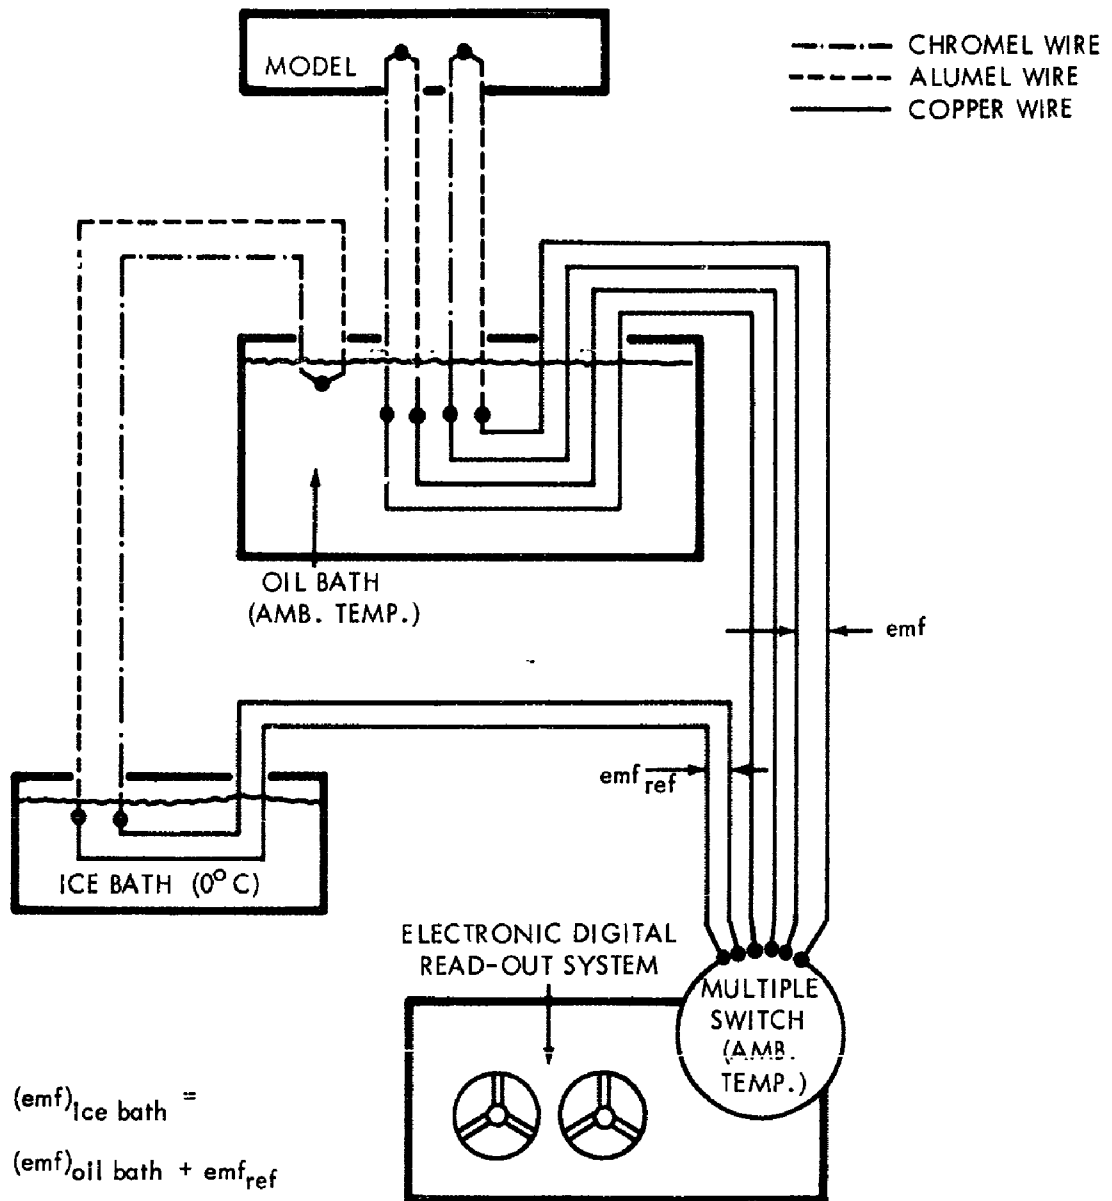 MODEL
CHROMEL WIRE
ALUMEL WIRE
COPPER WIRE
OIL BATH
(AMB. TEMP.)
emf
emf ref
ICE BATH (0° C)
ELECTRONIC DIGITAL
READ-OUT SYSTEM
MULTIPLE
SWITCH
(AMB.
TEMP.)
(emf)ice bath =
(emf)oil bath + emfref